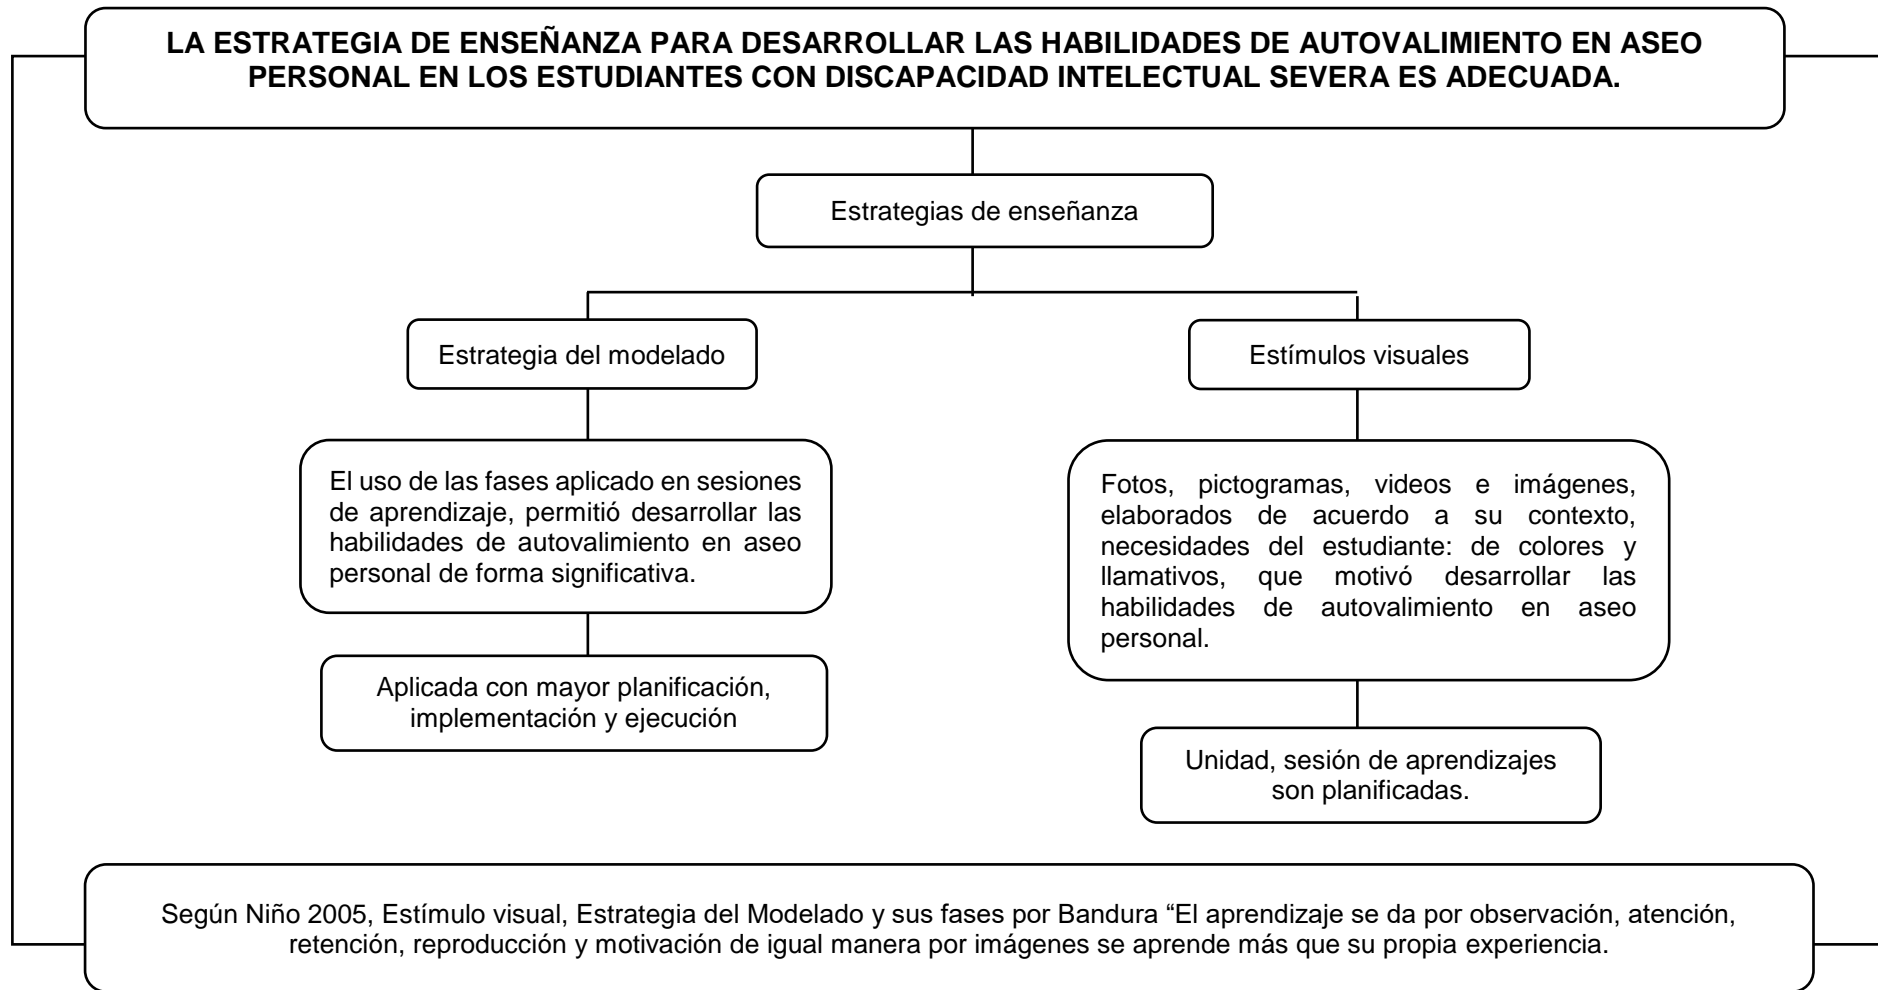 LA ESTRATEGIA DE ENSEÑANZA PARA DESARROLLAR LAS HABILIDADES DE AUTOVALIMIENTO EN ASEO
PERSONAL EN LOS ESTUDIANTES CON DISCAPACIDAD INTELECTUAL SEVERA ES ADECUADA.
Estrategias de enseñanza
Estrategia del modelado
El uso de las fases aplicado en sesiones
de aprendizaje, permitió desarrollar las
habilidades de autovalimiento en aseo
personal de forma significativa.
Aplicada con mayor planificación,
implementación y ejecución
Estímulos visuales
Fotos, pictogramas, videos e imágenes,
elaborados de acuerdo a su contexto,
necesidades del estudiante: de colores y
llamativos, que motivó desarrollar las
habilidades de autovalimiento en aseo
personal.
Unidad, sesión de aprendizajes
son planificadas.
Según Niño 2005, Estímulo visual, Estrategia del Modelado y sus fases por Bandura “El aprendizaje se da por observación, atención,
retención, reproducción y motivación de igual manera por imágenes se aprende más que su propia experiencia.